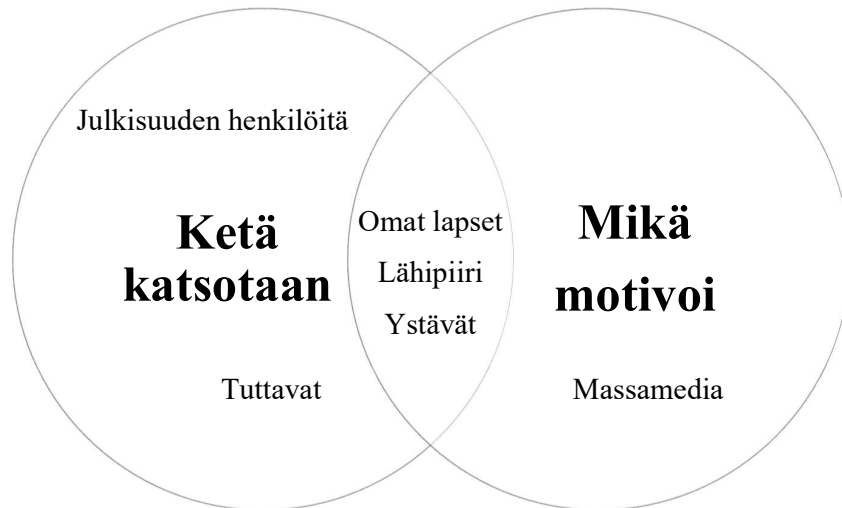 Julkisuuden henkilöitä
Ketä
katsotaan
Tuttavat
Omat lapset
Lähipiiri
Ystävät
Mikä
motivoi
Massamedia